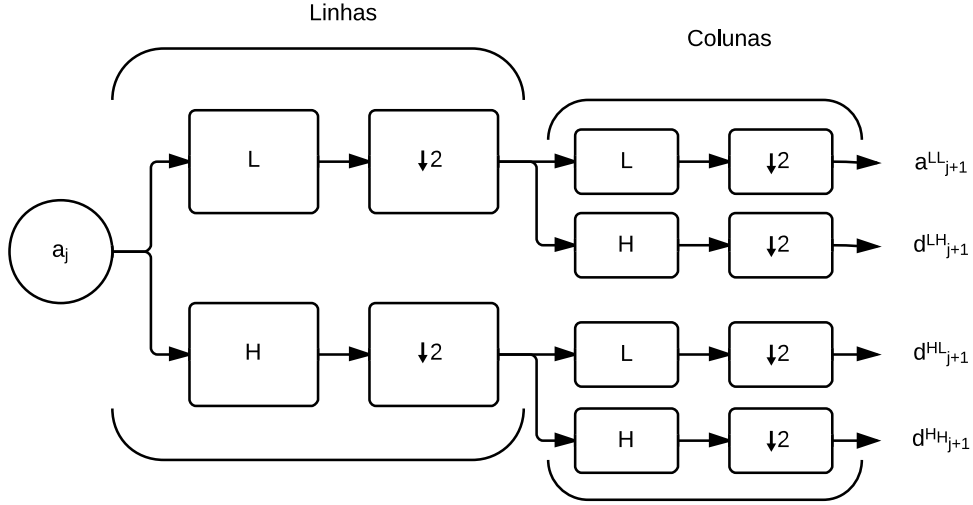 Linhas
Colunas
L
↓2
L
↓2
a^LL_j+1
a_j
H
↓2
d^LH_j+1
H
↓2
L
↓2
d^HL_j+1
H
↓2
d^HH_j+1